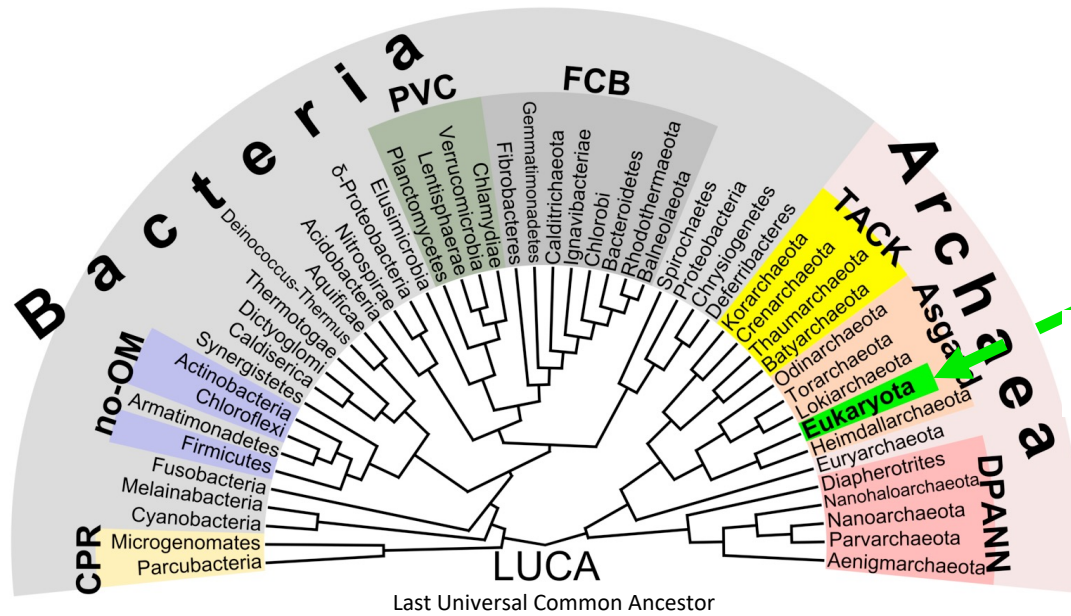 Bacteria
Archaea
CPR
Parcubacteria
Microgenomates
Cyanobacteria
Melainabacteria
Fusobacteria
no-OM
Firmicutes
Armatimonadetes
Chloroflexi
Actinobacteria
Synergistetes
Caldiserica
Dictyoglomi
Thermotogae
Deinococcus-Thermus
Aquificae
Acidobacteria
Nitrospirae
δ-Proteobacteria
Elusimicrobia
PVC
Planctomycetes
Lentisphaerae
Verrucomicrobia
Chlamydiae
FCB
Fibrobacteres
Gemmatimonadetes
Calditrichaeota
Ignavibacteriae
Chlorobi
Bacteroidetes
Rhodothermaeota
Balneolaeota
Spirochaetes
Proteobacteria
Chrysiogenetes
Deferribacteres
TACK
Korarchaeota
Crenarchaeota
Thaumarchaeota
Batyarchaeota
Asgard
Odinarchaeota
Torarchaeota
Lokiarchaeota
Eukaryota
Heimdallarchaeota
Euryarchaeota
DPANN
Diapherotrites
Nanohaloarchaeota
Nanoarchaeota
Parvarchaeota
Aenigmarchaeota
LUCA
Last Universal Common Ancestor